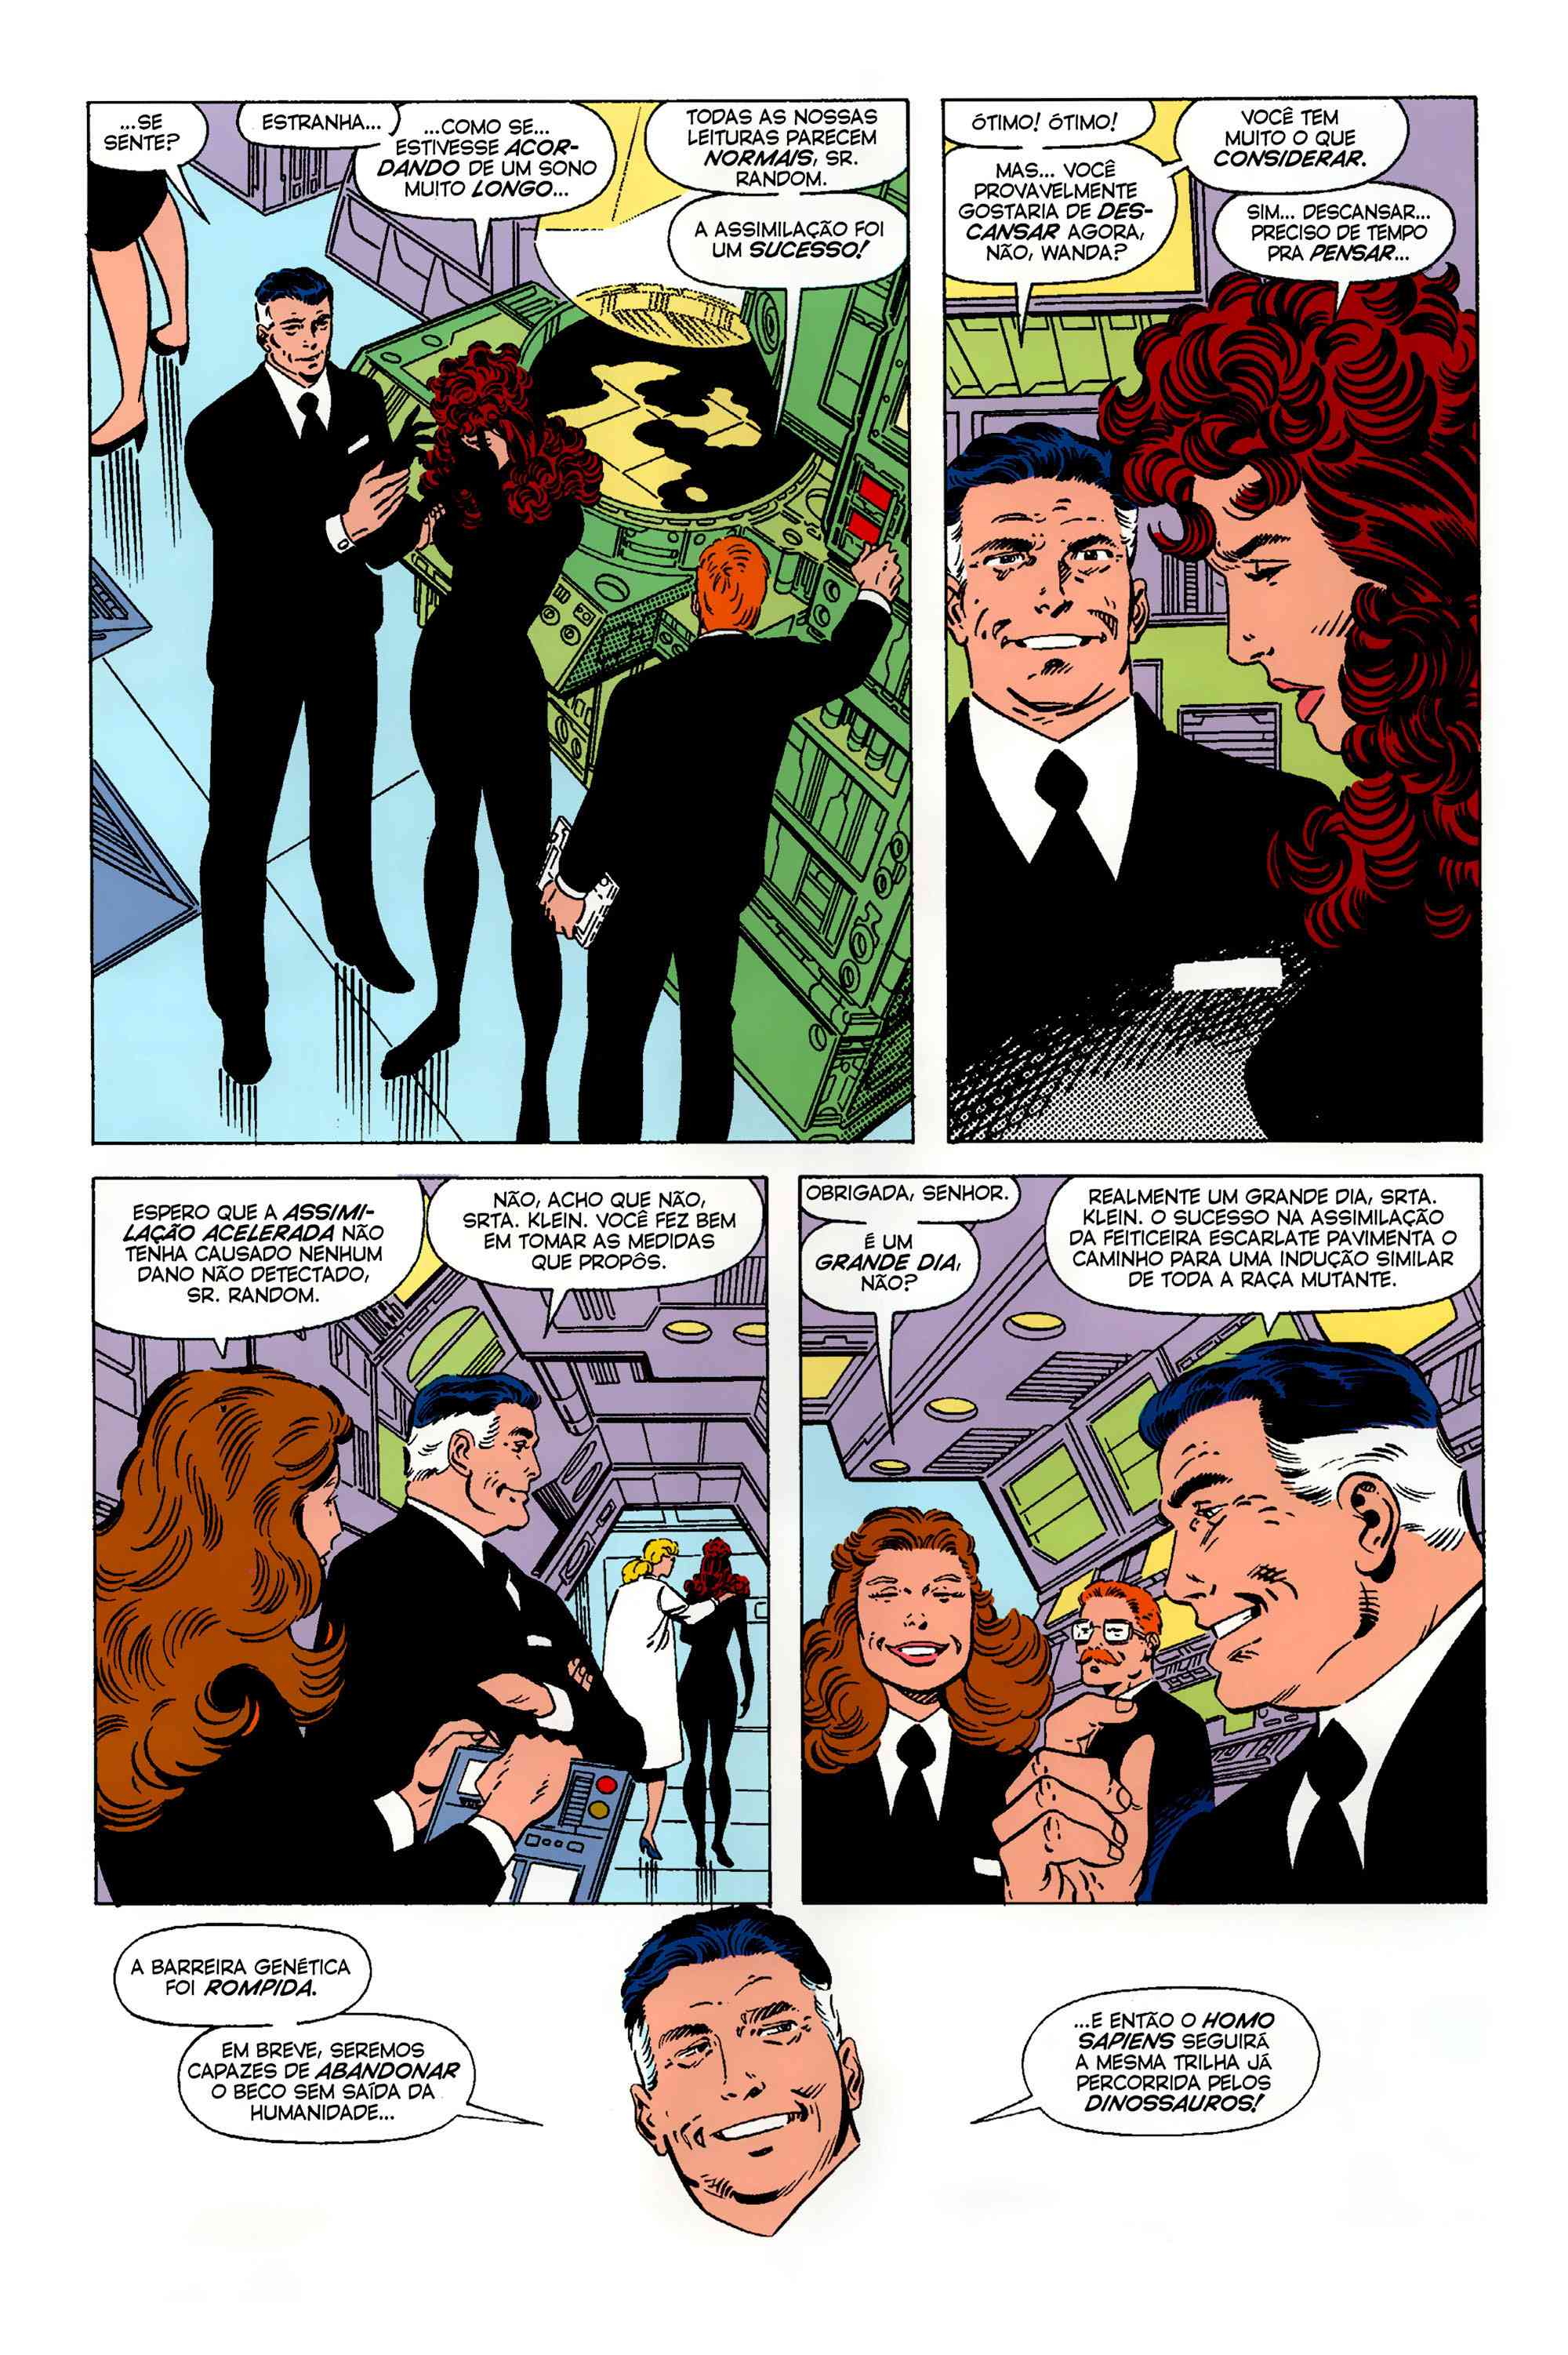 ...SE
SENTE?
ESTRANHA...
...COMO SE...
ESTIVESSE ACOR-
DANDO DE UM SONO
MUITO LONGO...
TODAS AS NOSSAS
LEITURAS PARECEM
NORMAIS, SR.
RANDOM.
A ASSIMILAÇÃO FOI
UM SUCESSO!
ÓTIMO! ÓTIMO!
MAS... VOCÊ
PROVAVELMENTE
GOSTARIA DE DES-
CANSAR AGORA,
NÃO, WANDA?
VOCÊ TEM
MUITO O QUE
CONSIDERAR.
SIM... DESCANSAR...
PRECISO DE TEMPO
PRA PENSAR...
ESPERO QUE A ASSIMI-
LAÇÃO ACELERADA NÃO
TENHA CAUSADO NENHUM
DANO NÃO DETECTADO,
SR. RANDOM.
NÃO, ACHO QUE NÃO,
SRTA. KLEIN. VOCÊ FEZ BEM
EM TOMAR AS MEDIDAS
QUE PROPÔS.
OBRIGADA, SENHOR.
É UM
GRANDE DIA,
NÃO?
REALMENTE UM GRANDE DIA, SRTA.
KLEIN. O SUCESSO NA ASSIMILAÇÃO
DA FEITICEIRA ESCARLATE PAVIMENTA O
CAMINHO PARA UMA INDUÇÃO SIMILAR
DE TODA A RAÇA MUTANTE.
A BARREIRA GENÉTICA
FOI ROMPIDA.
EM BREVE, SEREMOS
CAPAZES DE ABANDONAR
O BECO SEM SAÍDA DA
HUMANIDADE...
...E ENTÃO O HOMO
SAPIENS SEGUIRÁ
A MESMA TRILHA JÁ
PERCORRIDA PELOS
DINOSSAUROS!